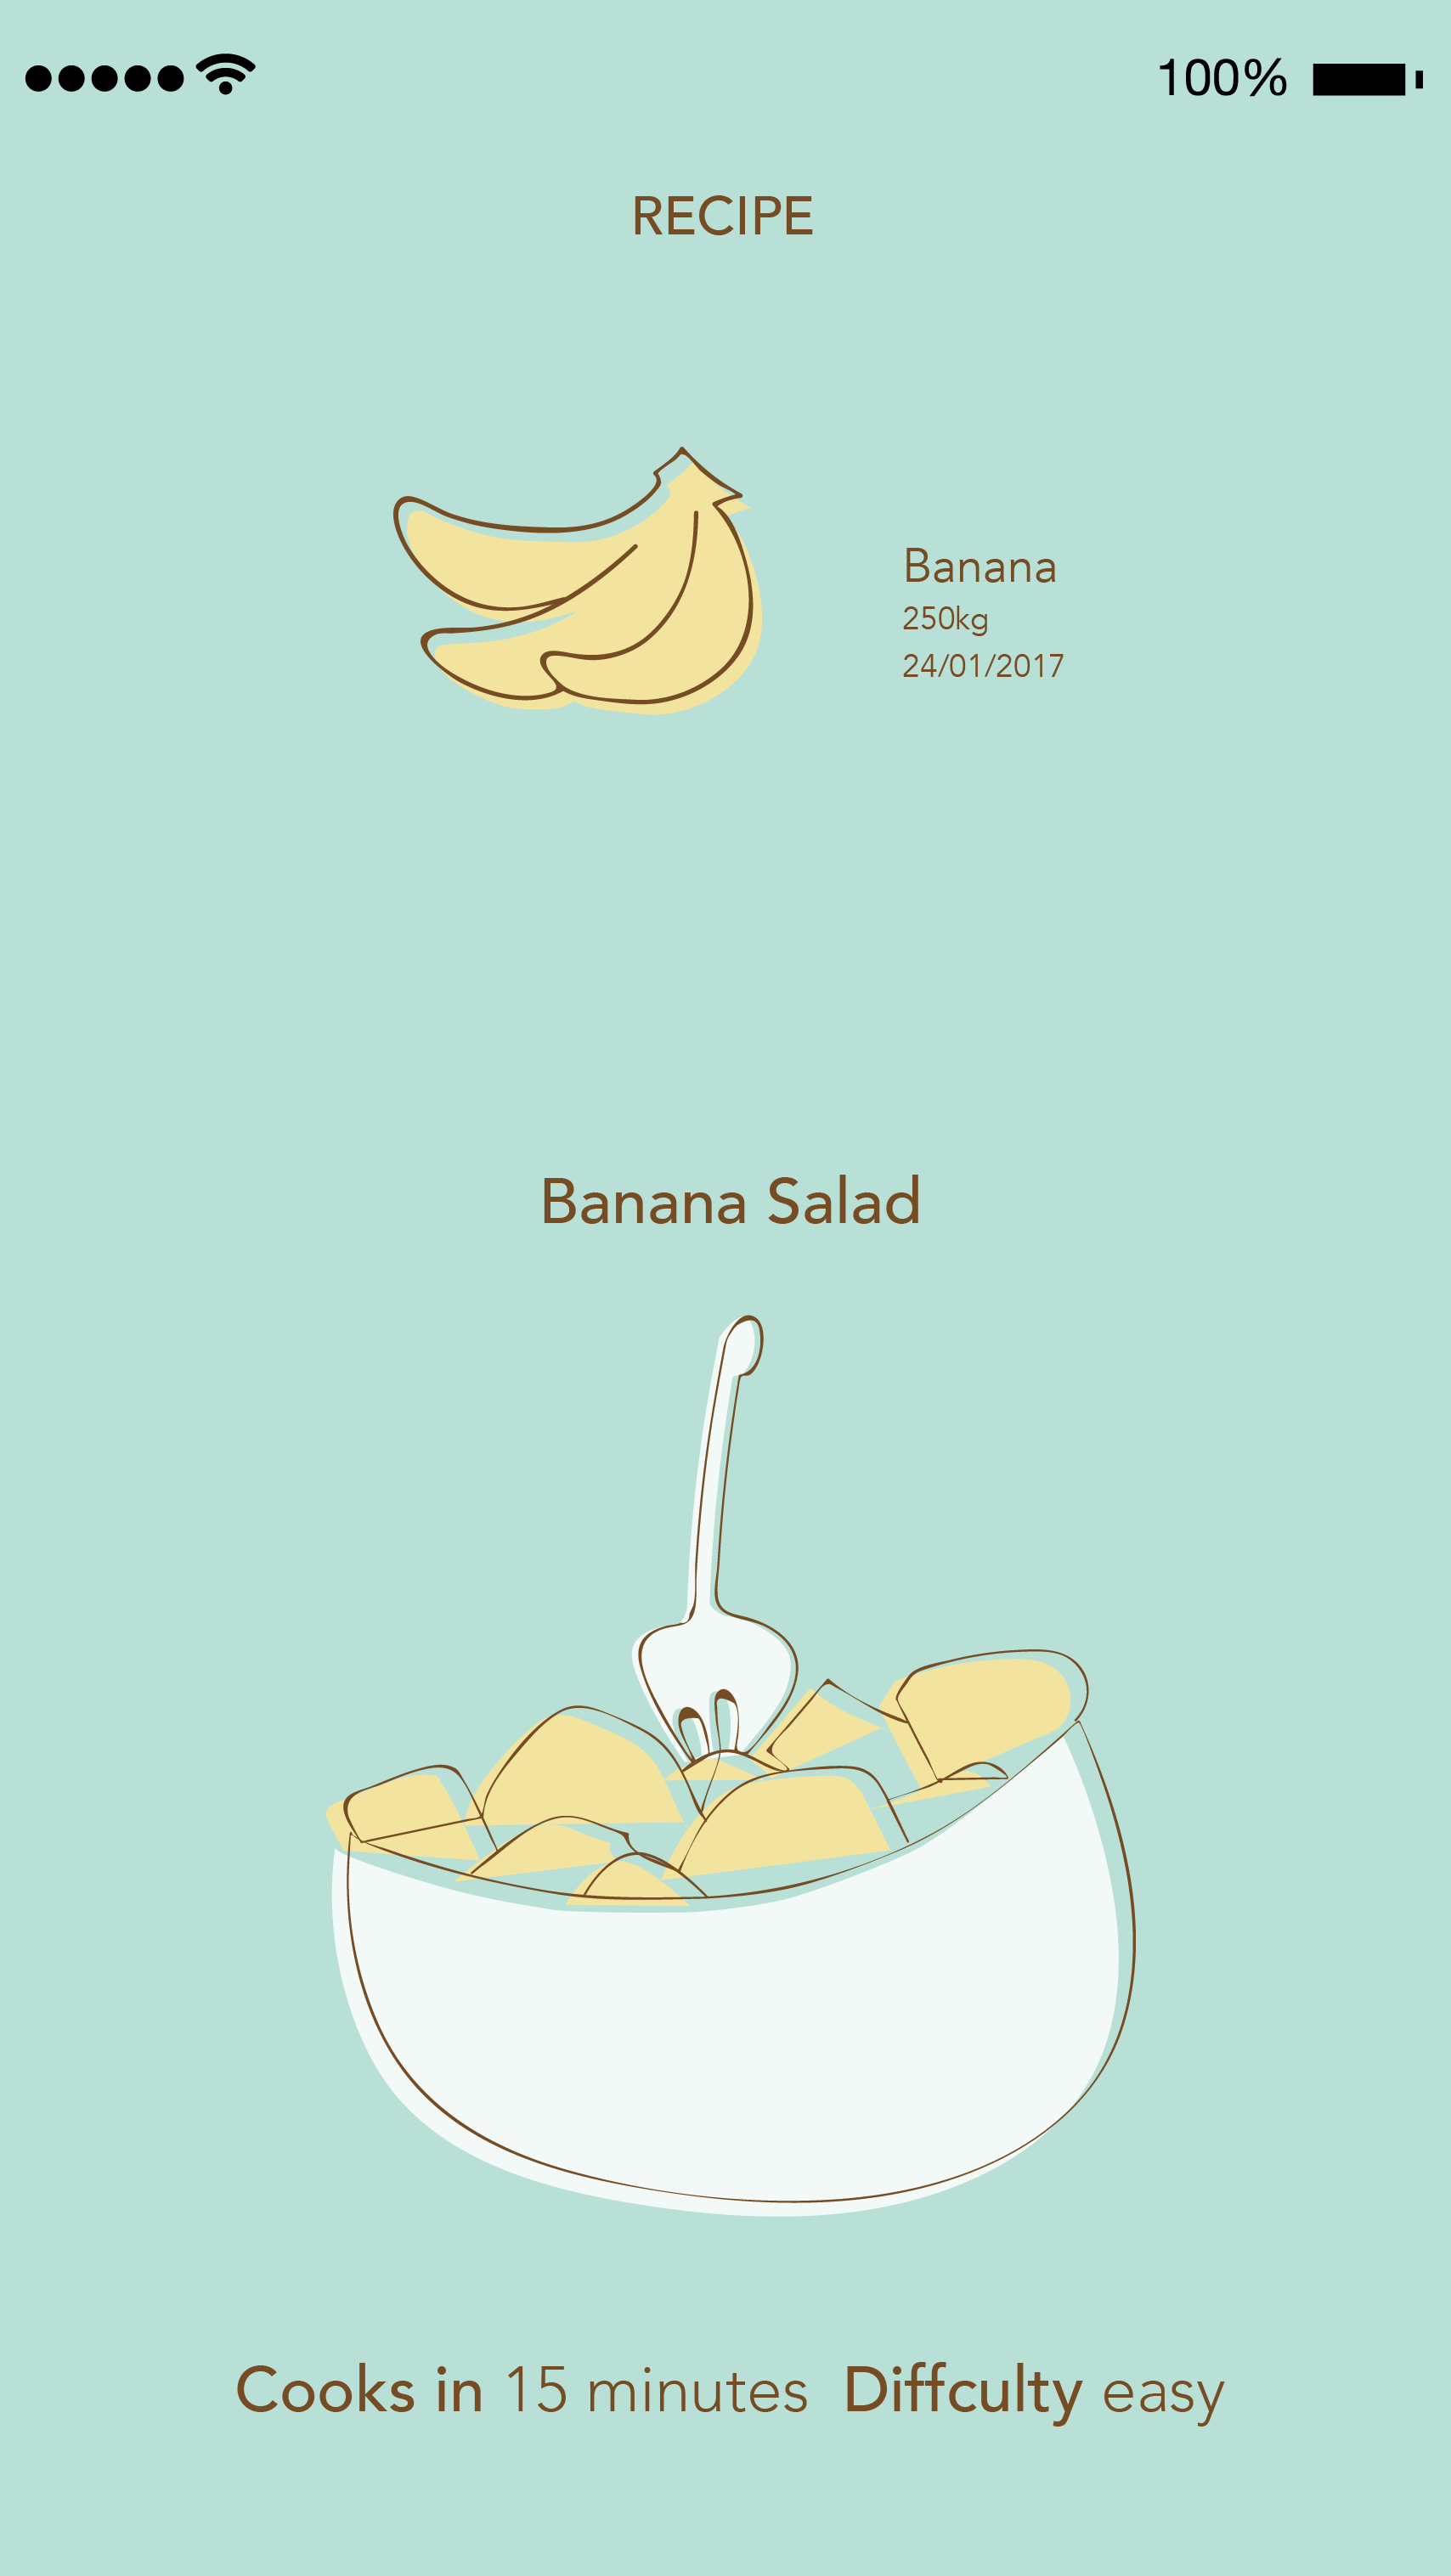 100%
RECIPE
Banana
250kg
24/01/2017
Banana Salad
Cooks in 15 minutes Diffculty easy